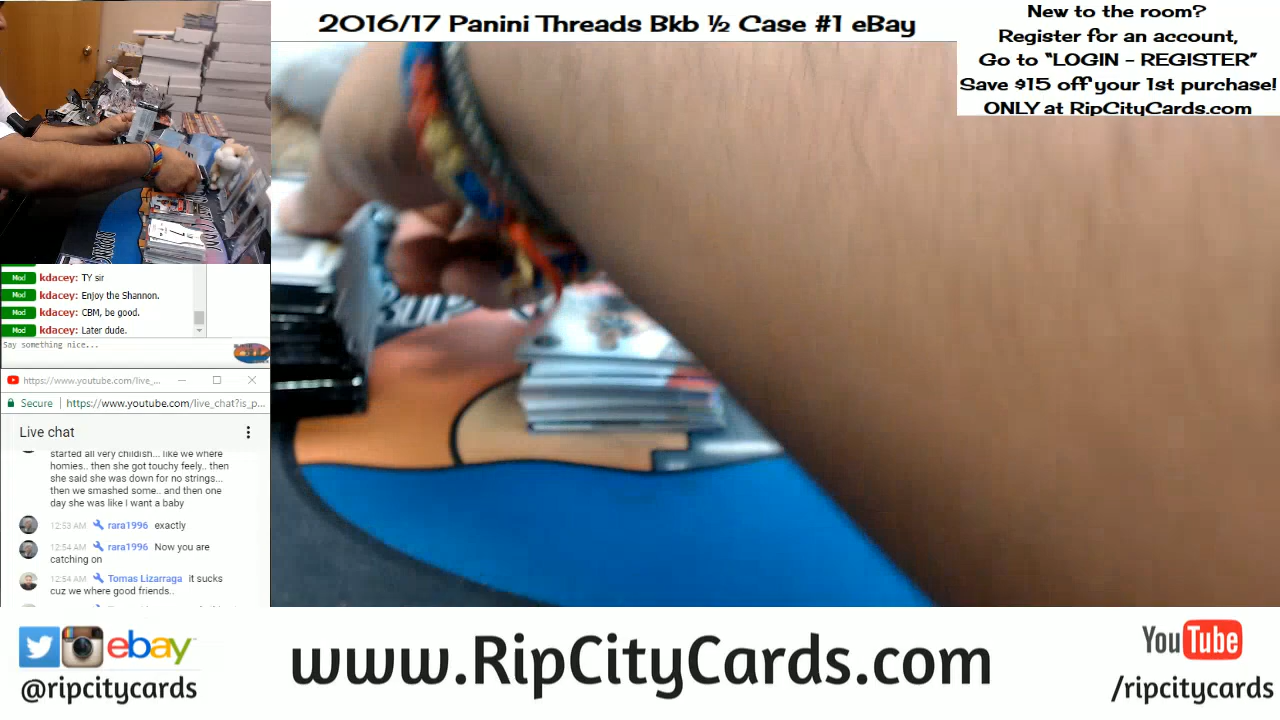 2016/17 Panini Threads Bkb ½ Case #1 eBay
New to the room?
Register for an account,
Go to “LOGIN - REGISTER”
Save $15 off your 1st purchase!
ONLY at RipCityCards.com
Mod kdacey: TY sir
Mod kdacey: Enjoy the Shannon.
Mod kdacey: CBM, be good.
Mod kdacey: Later dude.
Say something nice...
https://www.youtube.com/live_...
Secure https://www.youtube.com/live_chat?is_p...
Live chat
started all very childish... like we where
homies.. then she got touchy feely.. then
she said she was down for no strings...
then we smashed some.. and then one
day she was like I want a baby
12:53 AM rara1996 exactly
12:54 AM rara1996 Now you are
catching on
12:54 AM Tomas Lizarraga it sucks
cuz we where good friends..
ebay
@ripcitycards
www.RipCityCards.com
YouTube
/ripcitycards